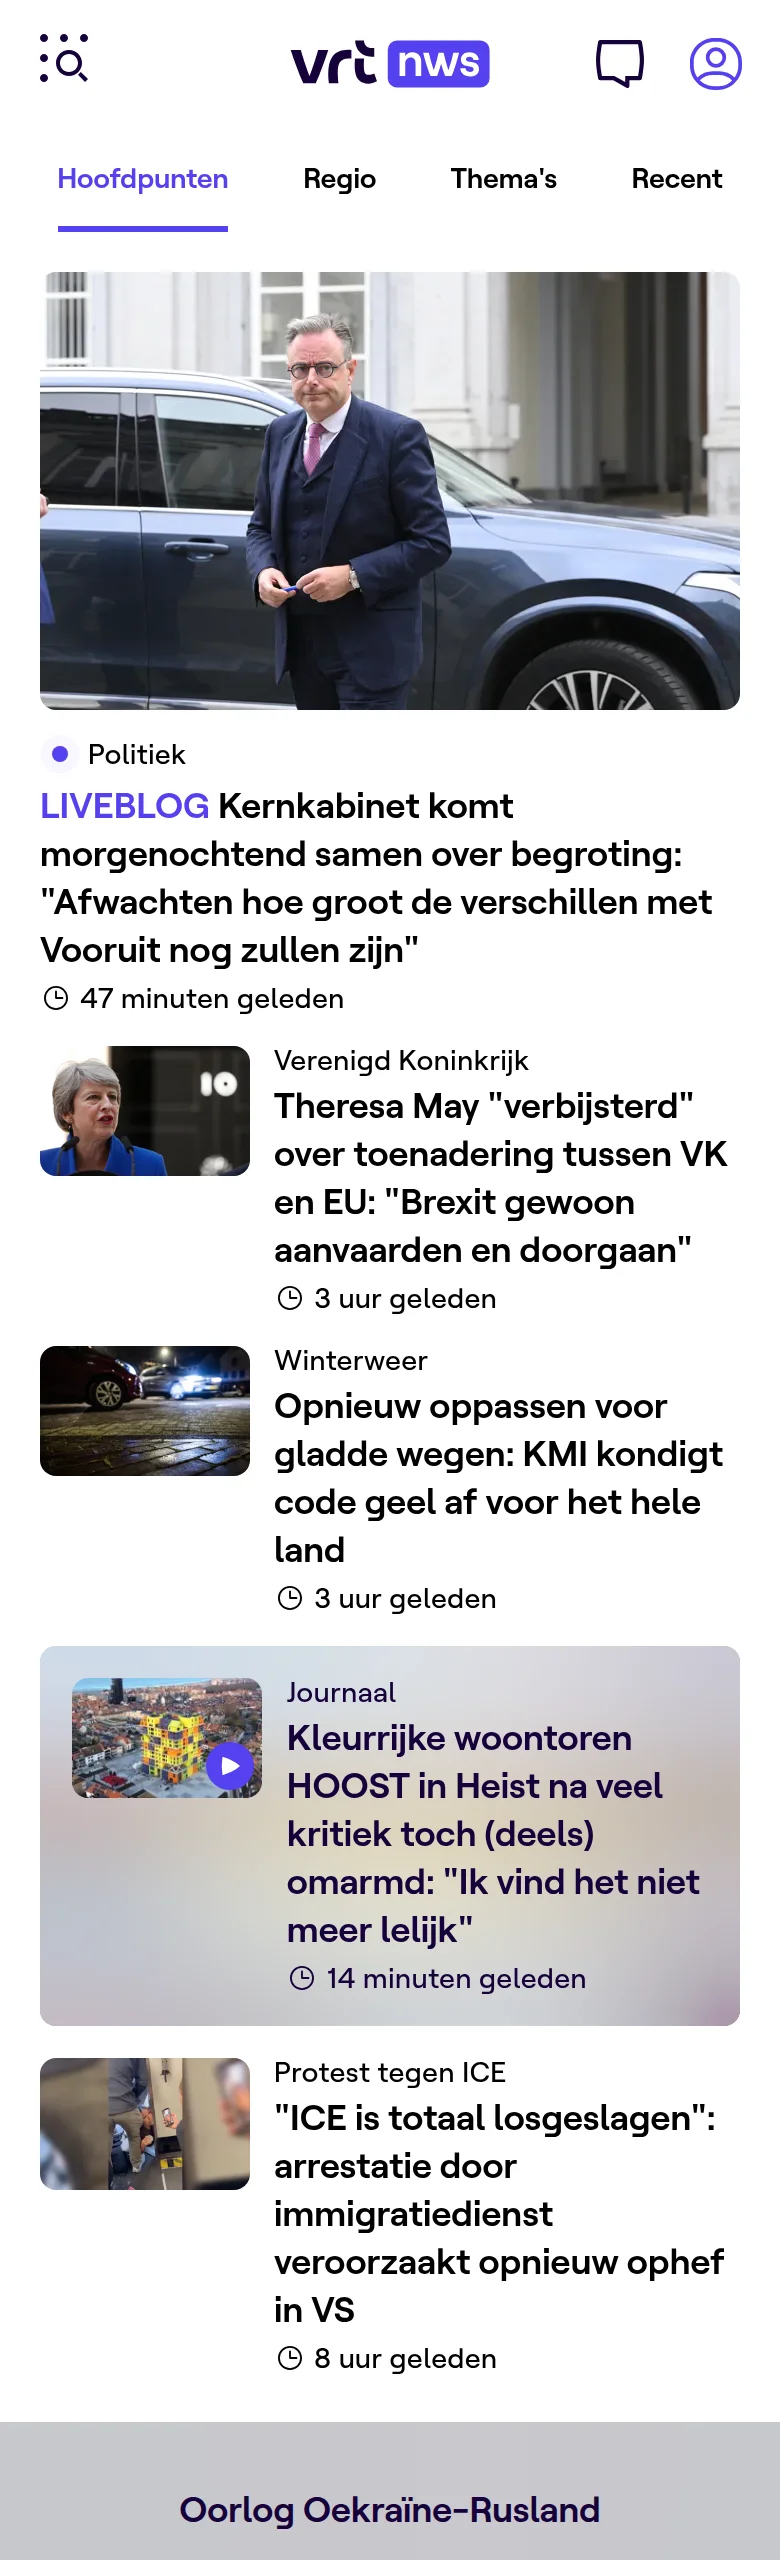 vrt nws
Hoofdpunten Regio Thema's Recent
Politiek
LIVEBLOG Kernkabinet komt
morgenochtend samen over begroting:
"Afwachten hoe groot de verschillen met
Vooruit nog zullen zijn"
47 minuten geleden
10
Verenigd Koninkrijk
Theresa May "verbijsterd"
over toenadering tussen VK
en EU: "Brexit gewoon
aanvaarden en doorgaan"
3 uur geleden
Winterweer
Opnieuw oppassen voor
gladde wegen: KMI kondigt
code geel af voor het hele
land
3 uur geleden
Journaal
Kleurrijke woontoren
HOOST in Heist na veel
kritiek toch (deels)
omarmd: "Ik vind het niet
meer lelijk"
14 minuten geleden
Protest tegen ICE
"ICE is totaal losgeslagen":
arrestatie door
immigratiedienst
veroorzaakt opnieuw ophef
in VS
8 uur geleden
Oorlog Oekraïne-Rusland